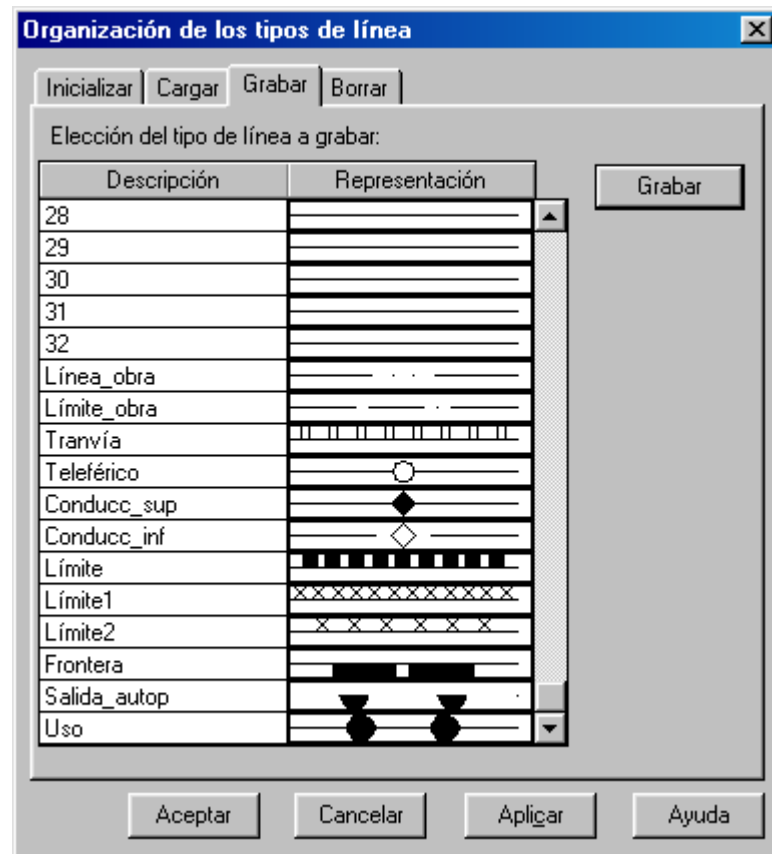 Organización de los tipos de línea
Inicializar Cargar Grabar Borrar
Elección del tipo de línea a grabar:
Descripción Representación Grabar
28
29
30
31
32
Línea_obra
Límite_obra
Tranvía
Teleférico
Conducc_sup
Conducc_inf
Límite
Límite1
Límite2
Frontera
Salida_autop
Uso
Aceptar Cancelar Aplicar Ayuda